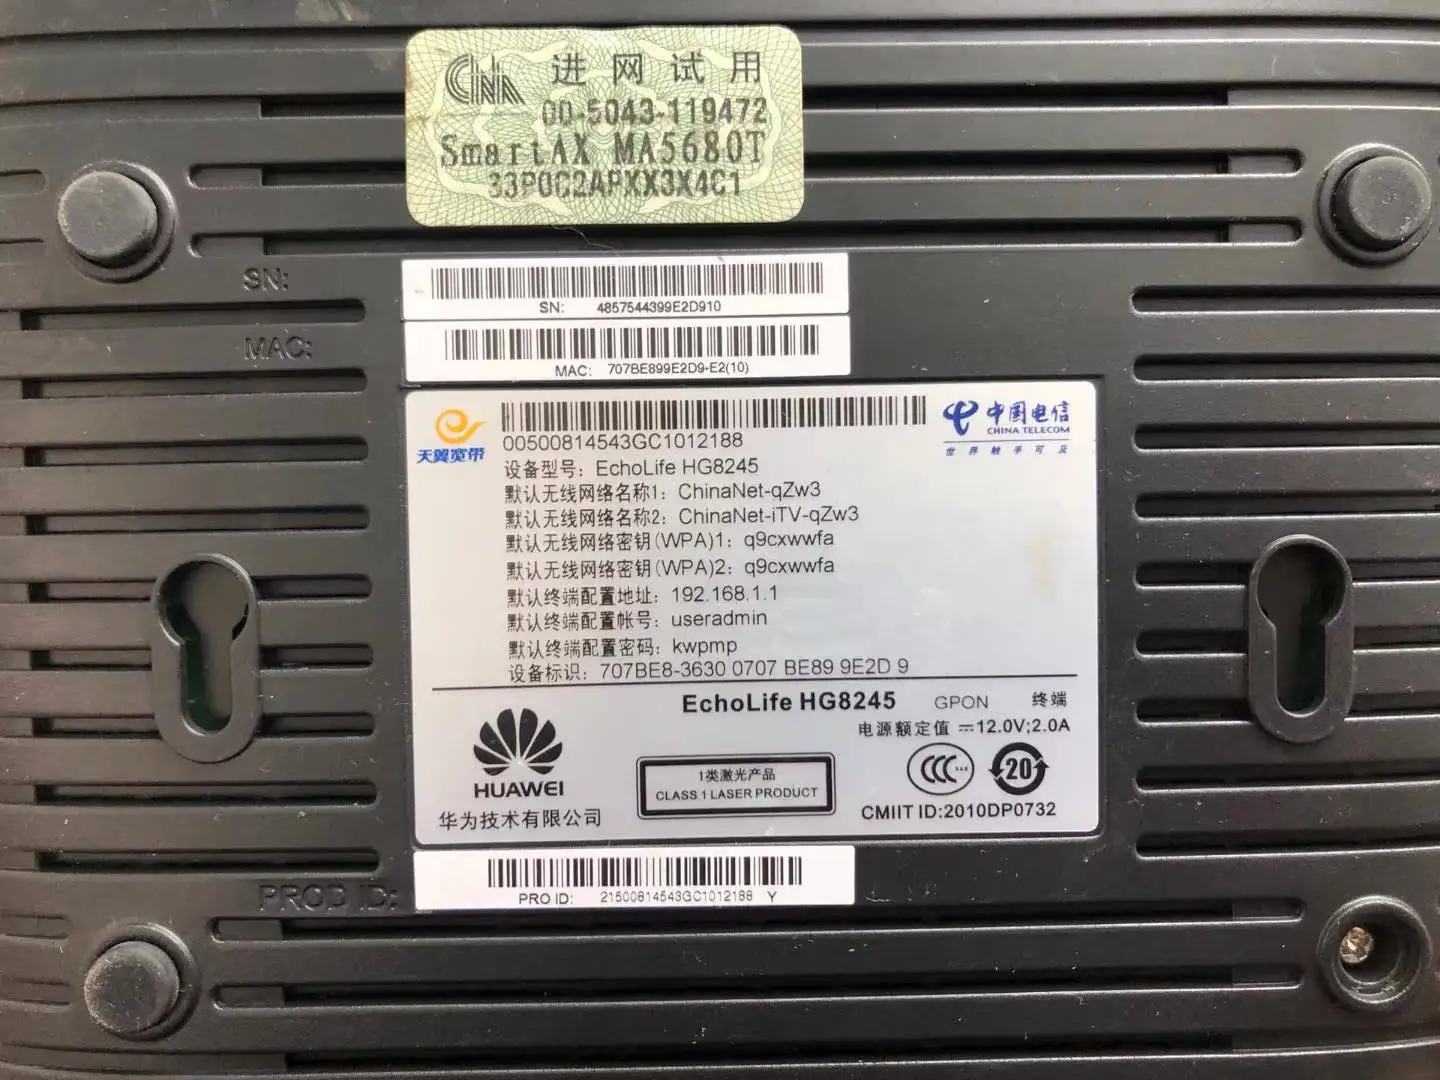 CNA 进网试用
00-5043-119472
SmartAX MA5680T
33P0C2APXX3X4C1
SN:
SN: 4857544399E2D910
MAC:
MAC: 707BE899E2D9-E2(10)
天翼宽带
中国电信
CHINA TELECOM
世界触手可及
00500814543GC1012188
设备型号: EchoLife HG8245
默认无线网络名称1: ChinaNet-qZw3
默认无线网络名称2: ChinaNet-iTV-qZw3
默认无线网络密钥(WPA)1: q9cxwwfa
默认无线网络密钥(WPA)2: q9cxwwfa
默认终端配置地址: 192.168.1.1
默认终端配置帐号: useradmin
默认终端配置密码: kwpmp
设备标识: 707BE8-3630 0707 BE89 9E2D 9
EchoLife HG8245 GPON 终端
电源额定值 ⎓12.0V;2.0A
HUAWEI
华为技术有限公司
1类激光产品
CLASS 1 LASER PRODUCT
CCC S&E 20
CMIIT ID:2010DP0732
PROD ID:
PRO ID: 21500814543GC1012188 Y